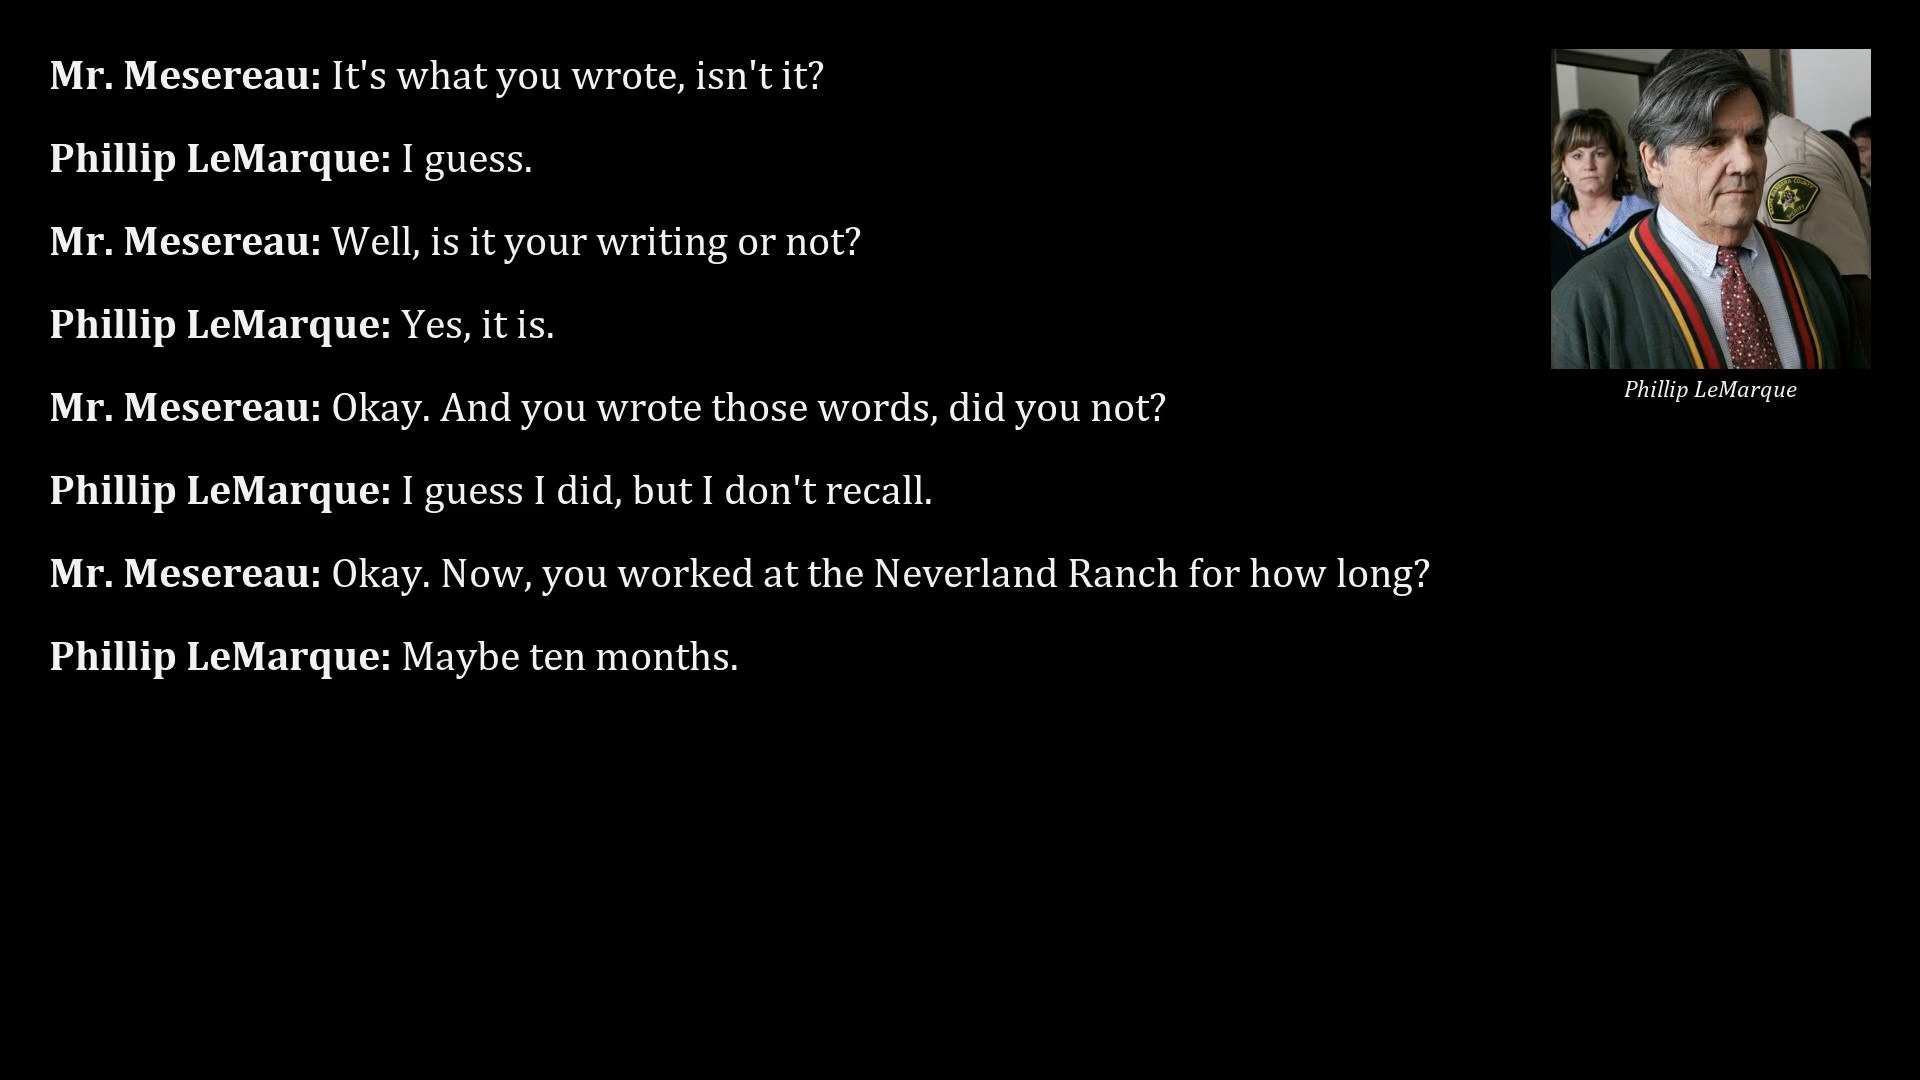 Mr. Mesereau: It's what you wrote, isn't it?
Phillip LeMarque: I guess.
Mr. Mesereau: Well, is it your writing or not?
Phillip LeMarque: Yes, it is.
Mr. Mesereau: Okay. And you wrote those words, did you not?
Phillip LeMarque: I guess I did, but I don't recall.
Mr. Mesereau: Okay. Now, you worked at the Neverland Ranch for how long?
Phillip LeMarque: Maybe ten months.
Phillip LeMarque